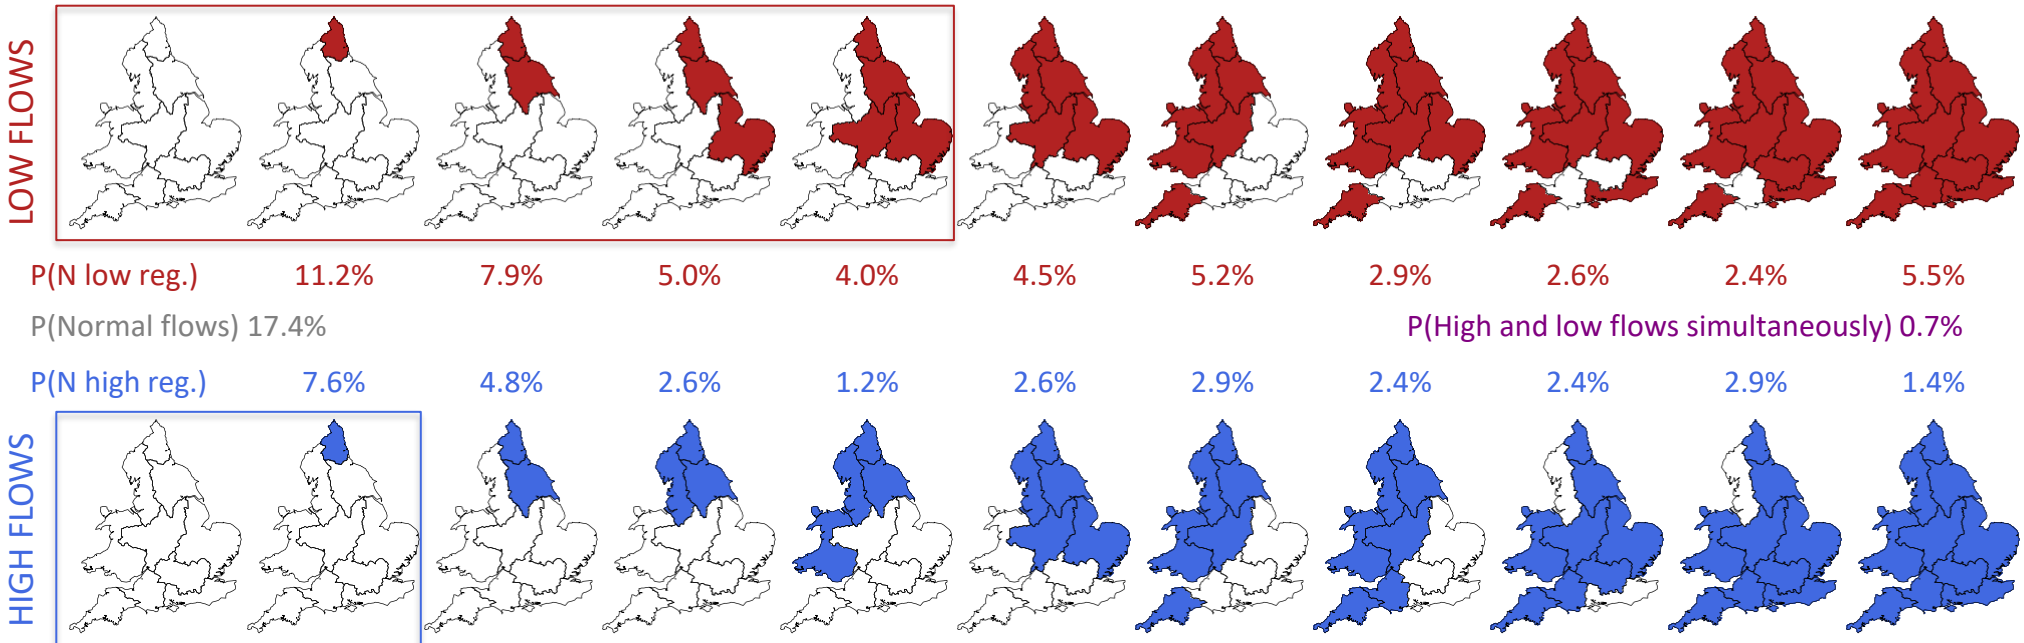 LOW FLOWS
P(N low reg.) 11.2% 7.9% 5.0% 4.0% 4.5% 5.2% 2.9% 2.6% 2.4% 5.5%
P(Normal flows) 17.4% P(High and low flows simultaneously) 0.7%
P(N high reg.) 7.6% 4.8% 2.6% 1.2% 2.6% 2.9% 2.4% 2.4% 2.9% 1.4%
HIGH FLOWS